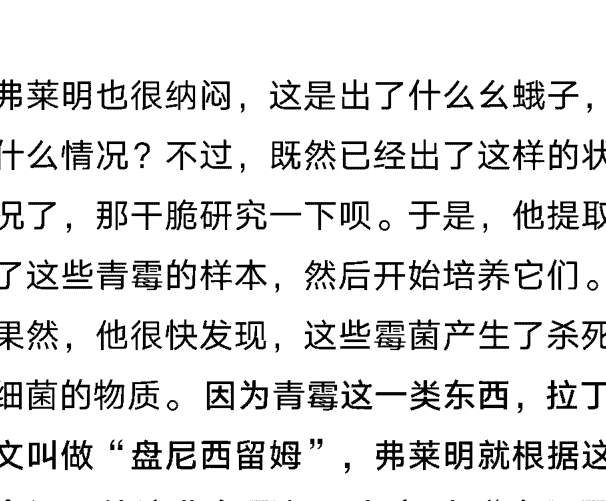 弗莱明也很纳闷，这是出了什么幺蛾子，
什么情况？不过，既然已经出了这样的状
况了，那干脆研究一下呗。于是，他提取
了这些青霉的样本，然后开始培养它们。
果然，他很快发现，这些霉菌产生了杀死
细菌的物质。因为青霉这一类东西，拉丁
文叫做“盘尼西留姆”，弗莱明就根据这